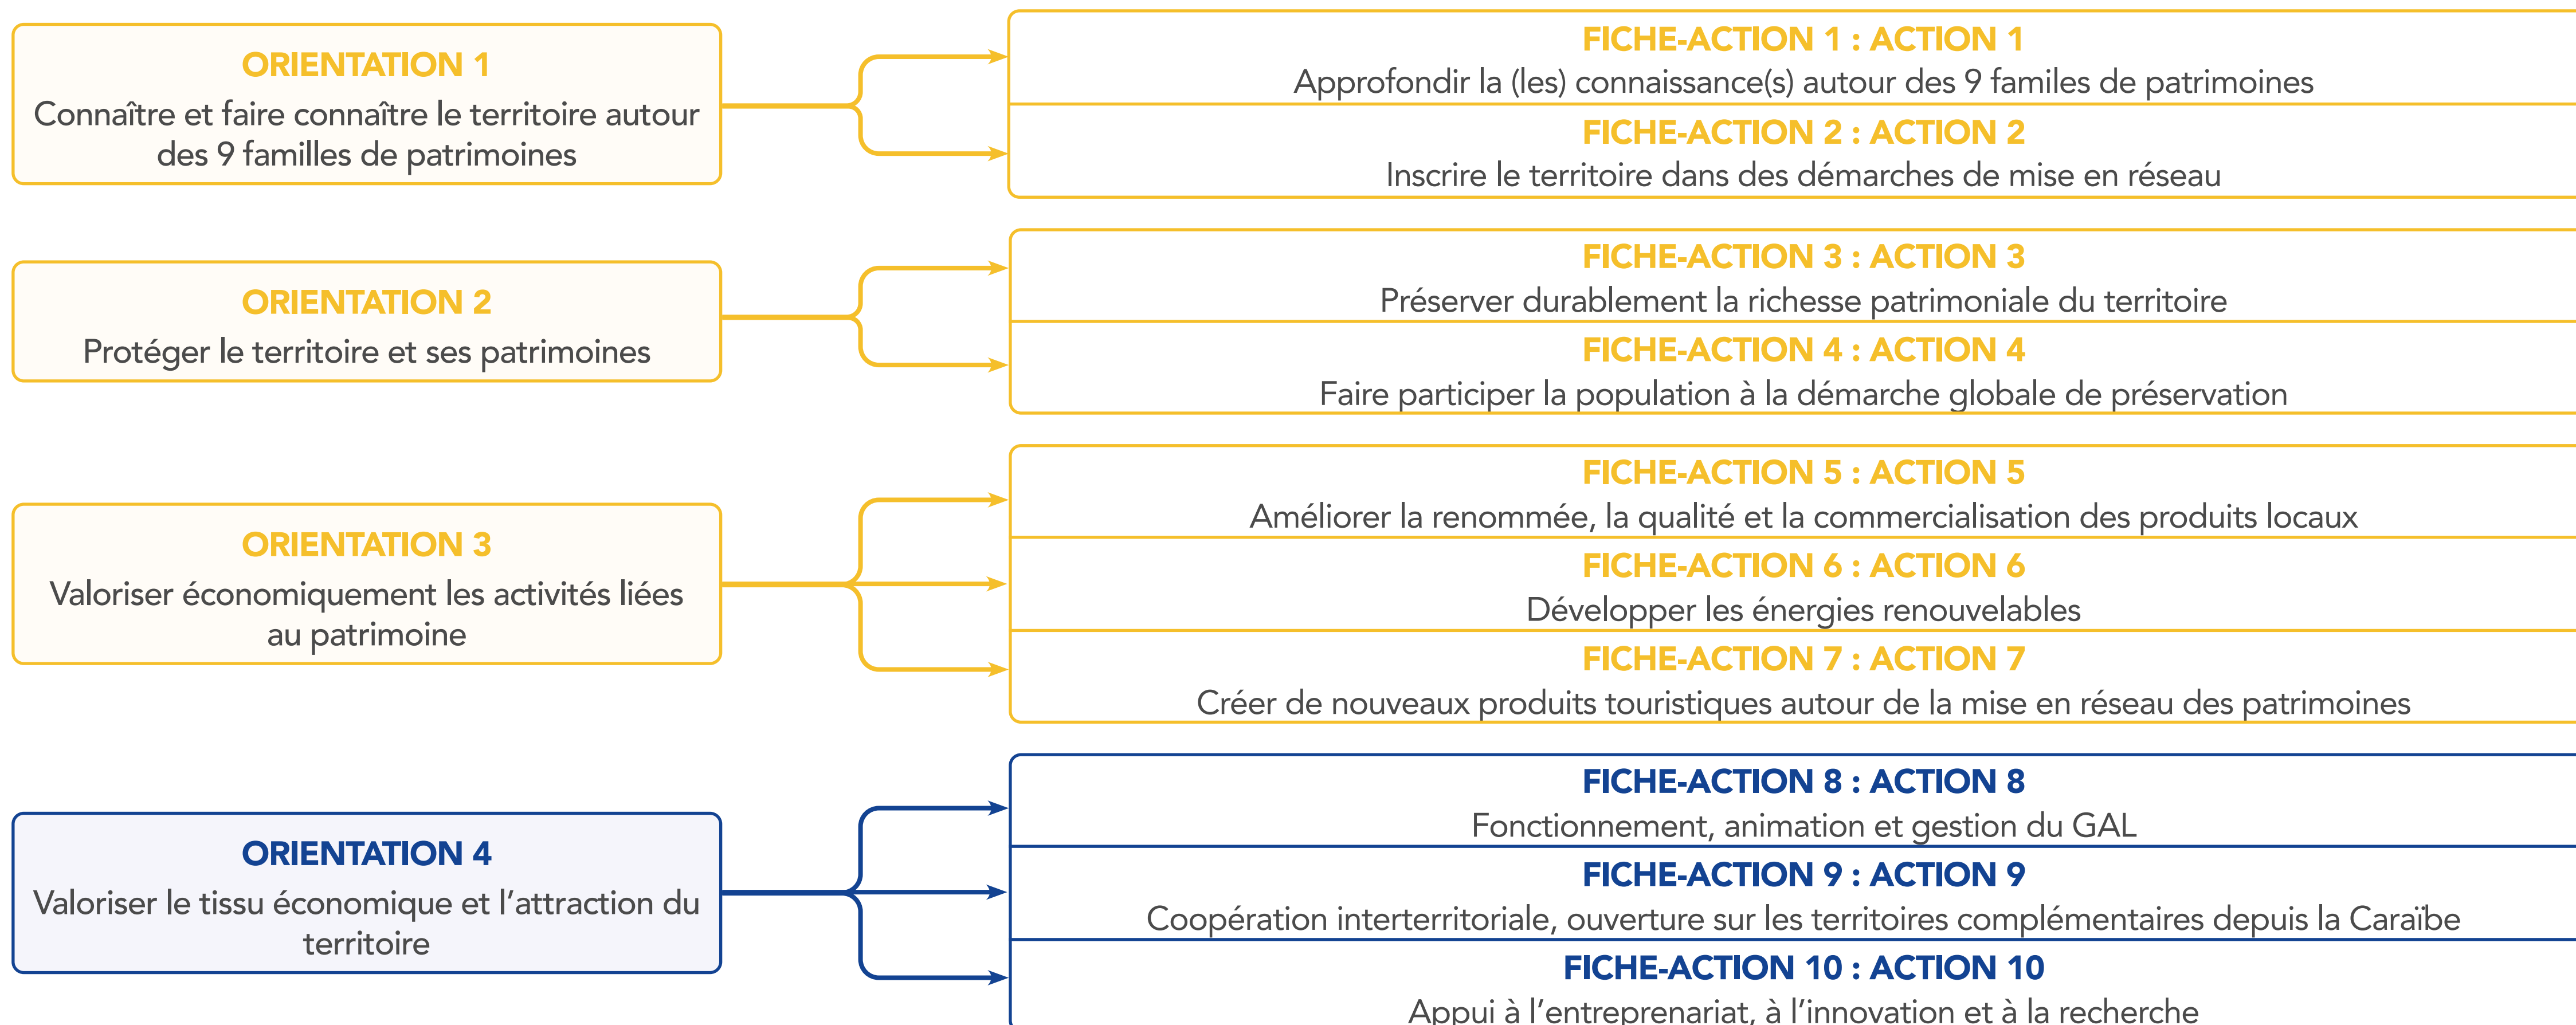 ORIENTATION 1
Connaître et faire connaître le territoire autour
des 9 familles de patrimoines
FICHE-ACTION 1 : ACTION 1
Approfondir la (les) connaissance(s) autour des 9 familes de patrimoines
FICHE-ACTION 2 : ACTION 2
Inscrire le territoire dans des démarches de mise en réseau
ORIENTATION 2
Protéger le territoire et ses patrimoines
FICHE-ACTION 3 : ACTION 3
Préserver durablement la richesse patrimoniale du territoire
FICHE-ACTION 4 : ACTION 4
Faire participer la population à la démarche globale de préservation
ORIENTATION 3
Valoriser économiquement les activités liées
au patrimoine
FICHE-ACTION 5 : ACTION 5
Améliorer la renommée, la qualité et la commercialisation des produits locaux
FICHE-ACTION 6 : ACTION 6
Développer les énergies renouvelables
FICHE-ACTION 7 : ACTION 7
Créer de nouveaux produits touristiques autour de la mise en réseau des patrimoines
ORIENTATION 4
Valoriser le tissu économique et l’attraction du
territoire
FICHE-ACTION 8 : ACTION 8
Fonctionnement, animation et gestion du GAL
FICHE-ACTION 9 : ACTION 9
Coopération interterritoriale, ouverture sur les territoires complémentaires depuis la Caraïbe
FICHE-ACTION 10 : ACTION 10
Appui à l’entreprenariat, à l’innovation et à la recherche